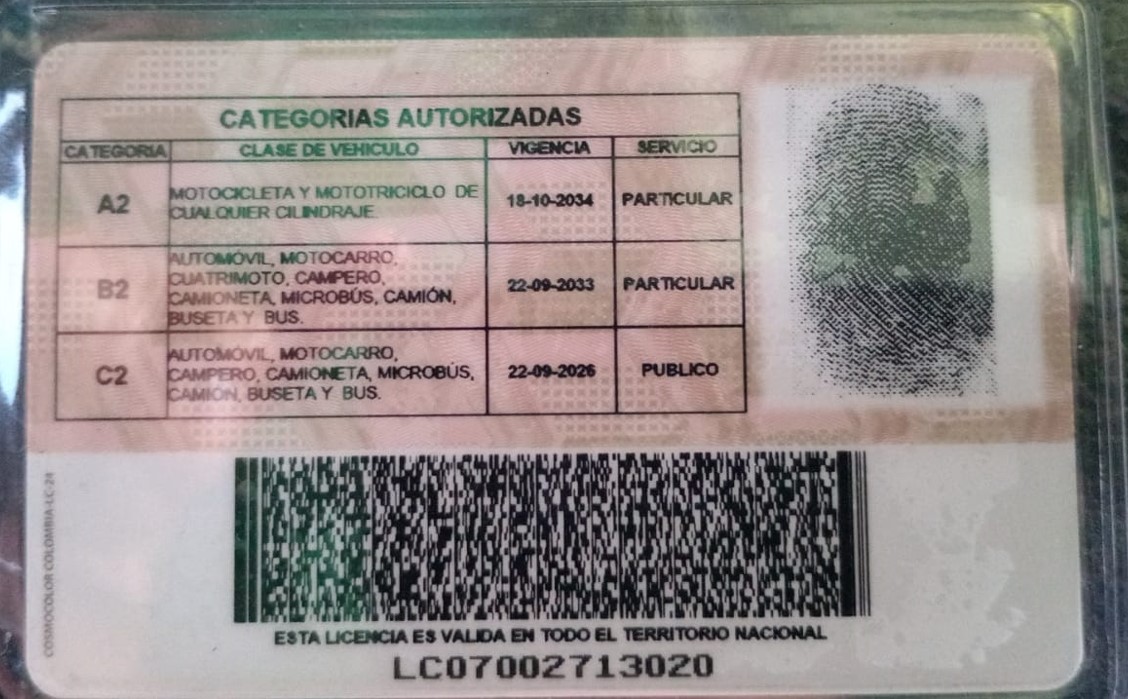 CATEGORIAS AUTORIZADAS
CATEGORIA CLASE DE VEHICULO VIGENCIA SERVICIO
A2 MOTOCICLETA Y MOTOTRICICLO DE CUALQUIER CILINDRAJE. 18-10-2034 PARTICULAR
B2 AUTOMÓVIL, MOTOCARRO, CUATRIMOTO, CAMPERO, CAMIONETA, MICROBÚS, CAMIÓN, BUSETA Y BUS. 22-09-2033 PARTICULAR
C2 AUTOMÓVIL, MOTOCARRO, CAMPERO, CAMIONETA, MICROBÚS, CAMIÓN, BUSETA Y BUS. 22-09-2026 PUBLICO
COSMOCOLOR COLOMBIA-LC-24
ESTA LICENCIA ES VALIDA EN TODO EL TERRITORIO NACIONAL
LC07002713020